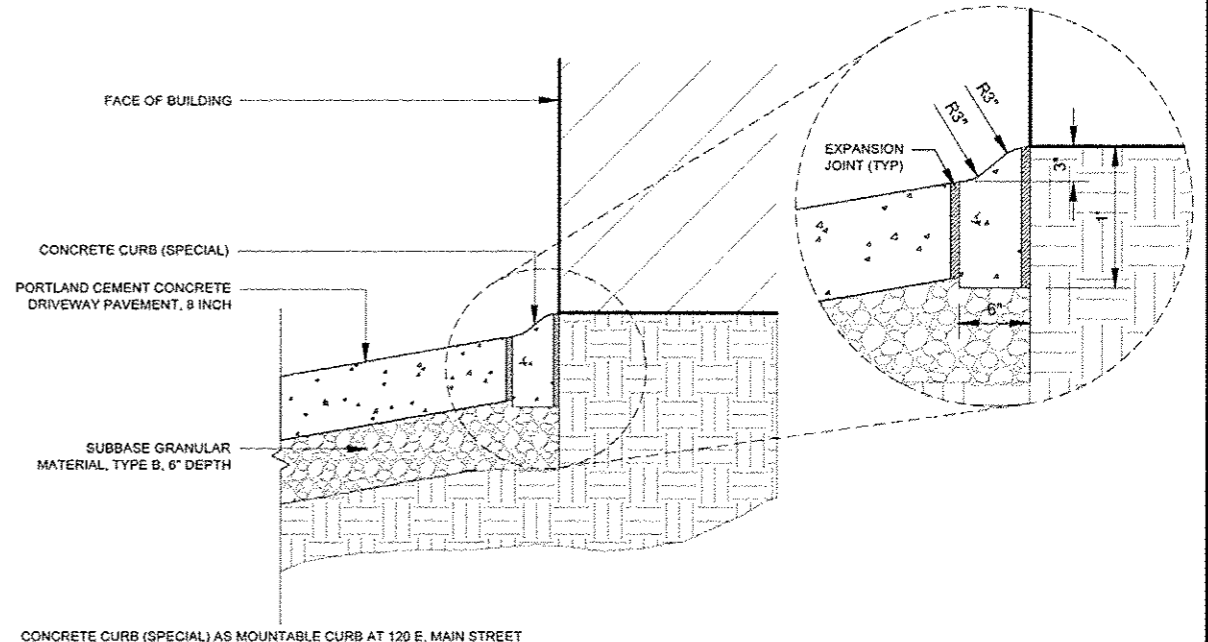 FACE OF BUILDING
CONCRETE CURB (SPECIAL)
PORTLAND CEMENT CONCRETE
DRIVEWAY PAVEMENT, 8 INCH
SUBBASE GRANULAR
MATERIAL, TYPE B, 6" DEPTH
R3"
R3"
EXPANSION
JOINT (TYP)
3"
1'
6"
CONCRETE CURB (SPECIAL) AS MOUNTABLE CURB AT 120 E. MAIN STREET